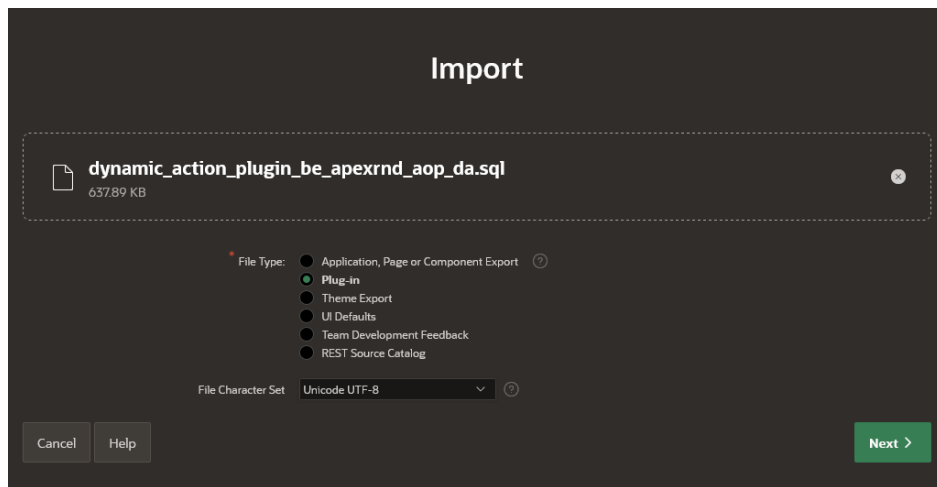 Import
dynamic_action_plugin_be_apexrnd_aop_da.sql
637.89 KB
* File Type:
Application, Page or Component Export ?
Plug-in
Theme Export
UI Defaults
Team Development Feedback
REST Source Catalog
File Character Set Unicode UTF-8 ?
Cancel Help Next